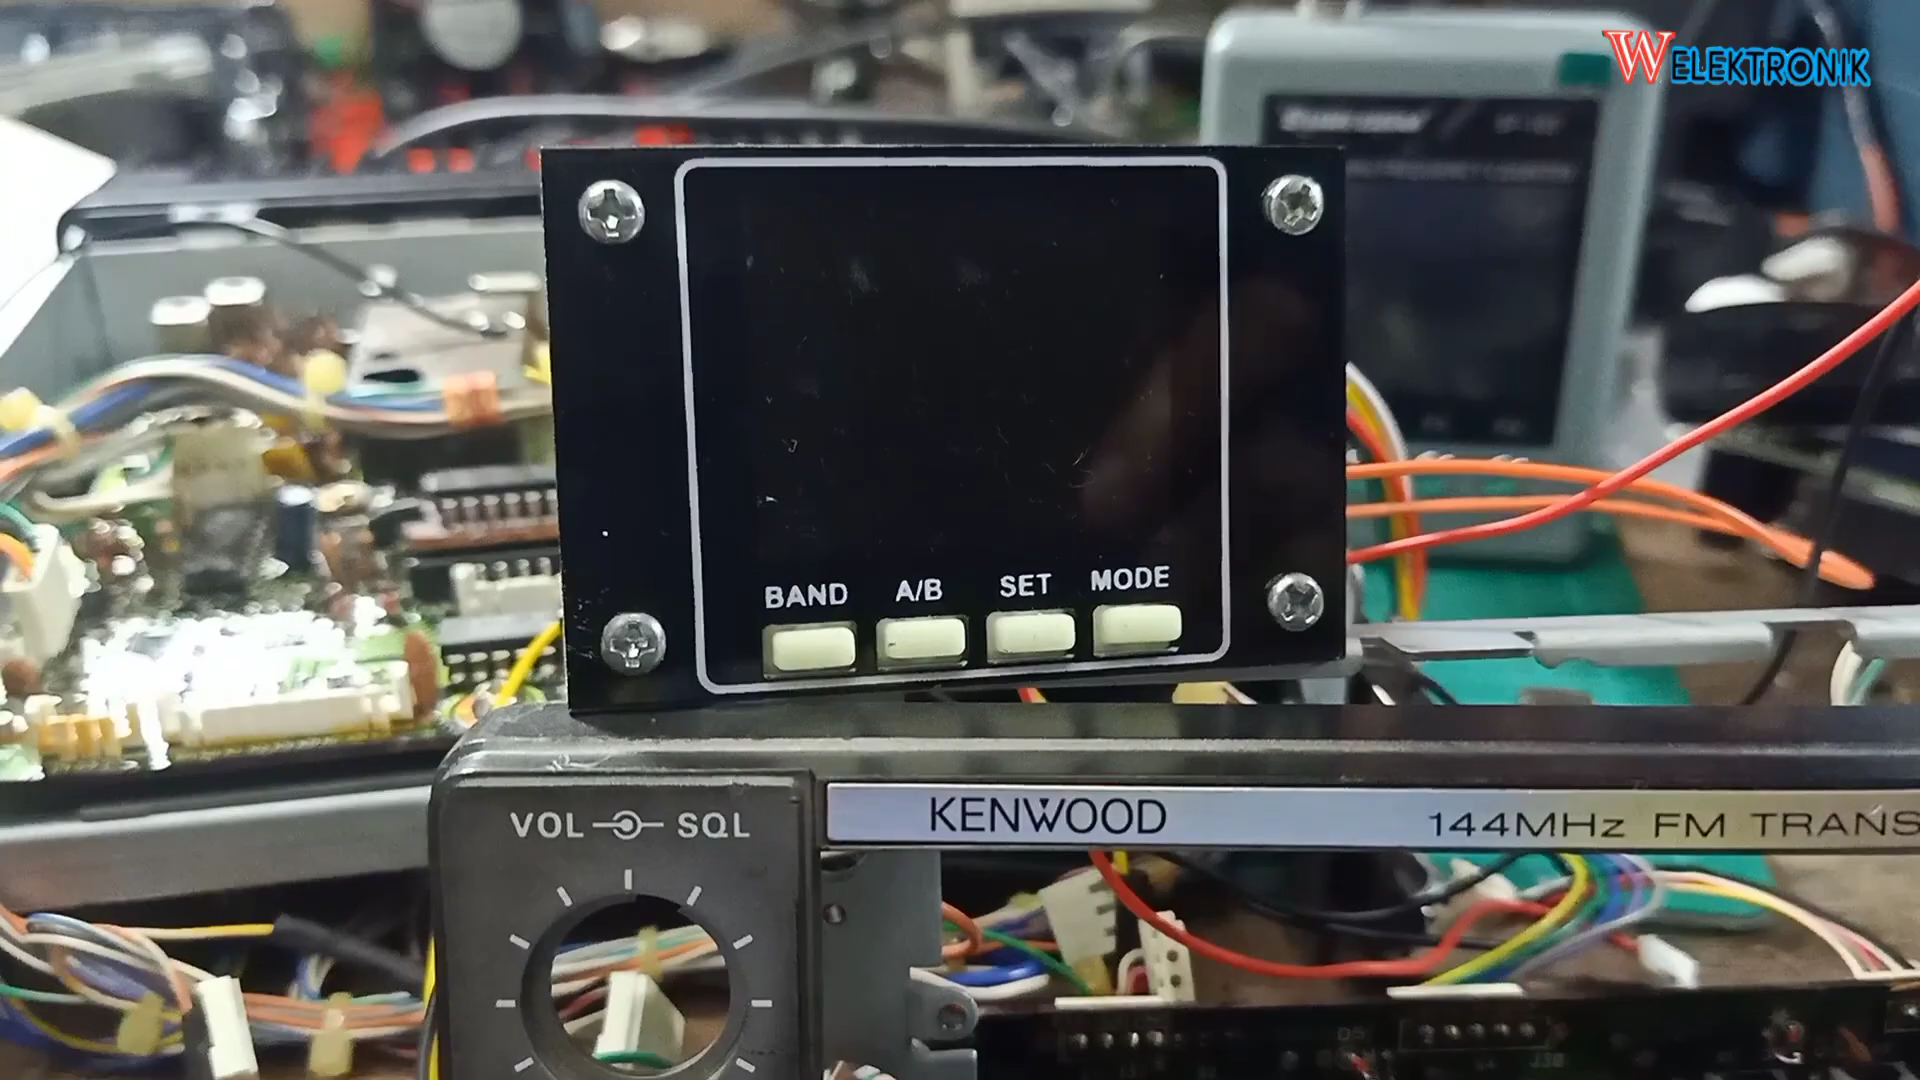 WELEKTRONIK
BAND A/B SET MODE
VOL SQL
KENWOOD 144MHz FM TRANS